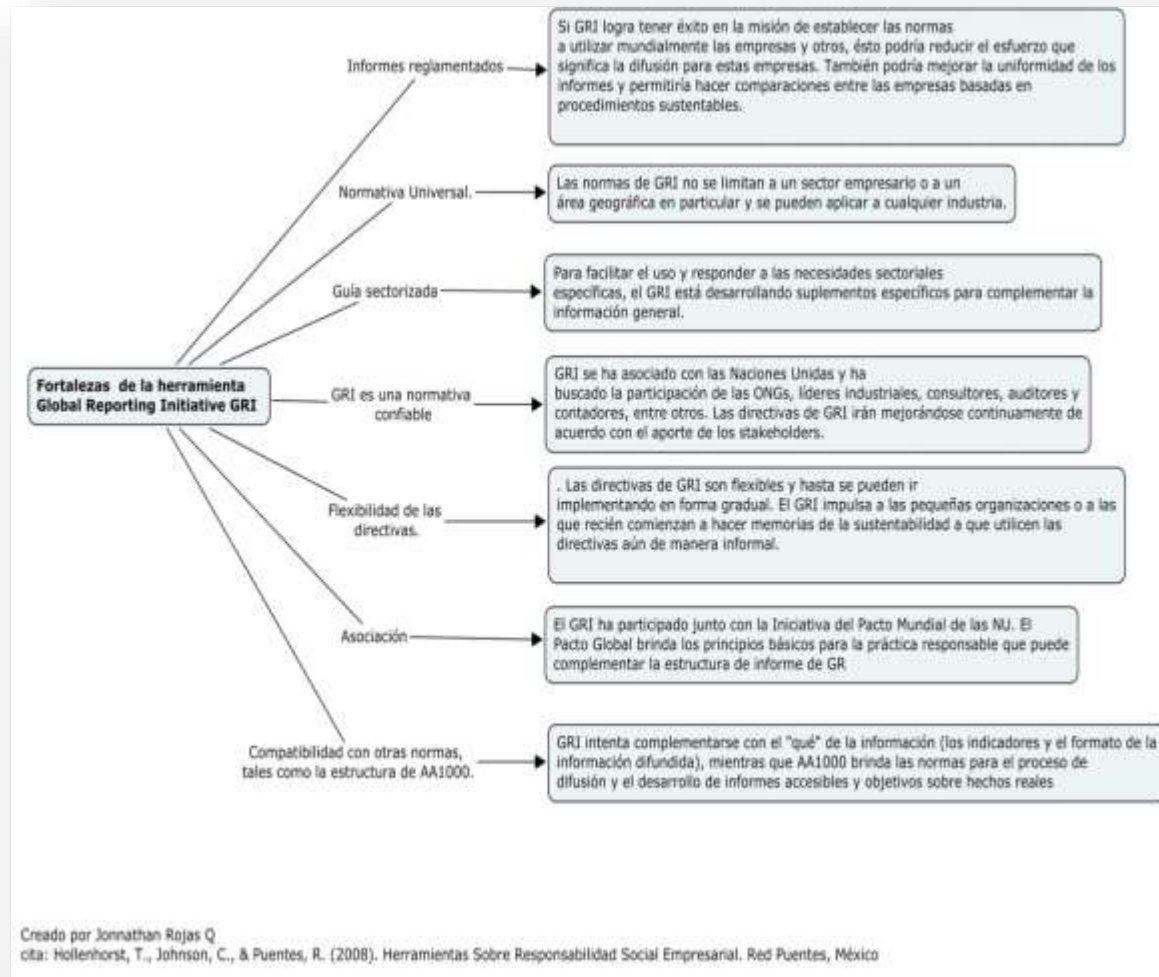 Fortalezas de la herramienta
Global Reporting Initiative GRI
Informes reglamentados
Si GRI logra tener éxito en la misión de establecer las normas
a utilizar mundialmente las empresas y otros, ésto podría reducir el esfuerzo que
significa la difusión para estas empresas. También podría mejorar la uniformidad de los
informes y permitiría hacer comparaciones entre las empresas basadas en
procedimientos sustentables.
Normativa Universal.
Las normas de GRI no se limitan a un sector empresario o a un
área geográfica en particular y se pueden aplicar a cualquier industria.
Guía sectorizada
Para facilitar el uso y responder a las necesidades sectoriales
específicas, el GRI está desarrollando suplementos específicos para complementar la
información general.
GRI es una normativa
confiable
GRI se ha asociado con las Naciones Unidas y ha
buscado la participación de las ONGs, líderes industriales, consultores, auditores y
contadores, entre otros. Las directivas de GRI irán mejorándose continuamente de
acuerdo con el aporte de los stakeholders.
Flexibilidad de las
directivas.
. Las directivas de GRI son flexibles y hasta se pueden ir
implementando en forma gradual. El GRI impulsa a las pequeñas organizaciones o a las
que recién comienzan a hacer memorias de la sustentabilidad a que utilicen las
directivas aún de manera informal.
Asociación
El GRI ha participado junto con la Iniciativa del Pacto Mundial de las NU. El
Pacto Global brinda los principios básicos para la práctica responsable que puede
complementar la estructura de informe de GR
Compatibilidad con otras normas,
tales como la estructura de AA1000.
GRI intenta complementarse con el "qué" de la información (los indicadores y el formato de la
información difundida), mientras que AA1000 brinda las normas para el proceso de
difusión y el desarrollo de informes accesibles y objetivos sobre hechos reales
Creado por Jonnathan Rojas Q
cita: Hollenhorst, T., Johnson, C., & Puentes, R. (2008). Herramientas Sobre Responsabilidad Social Empresarial. Red Puentes, México